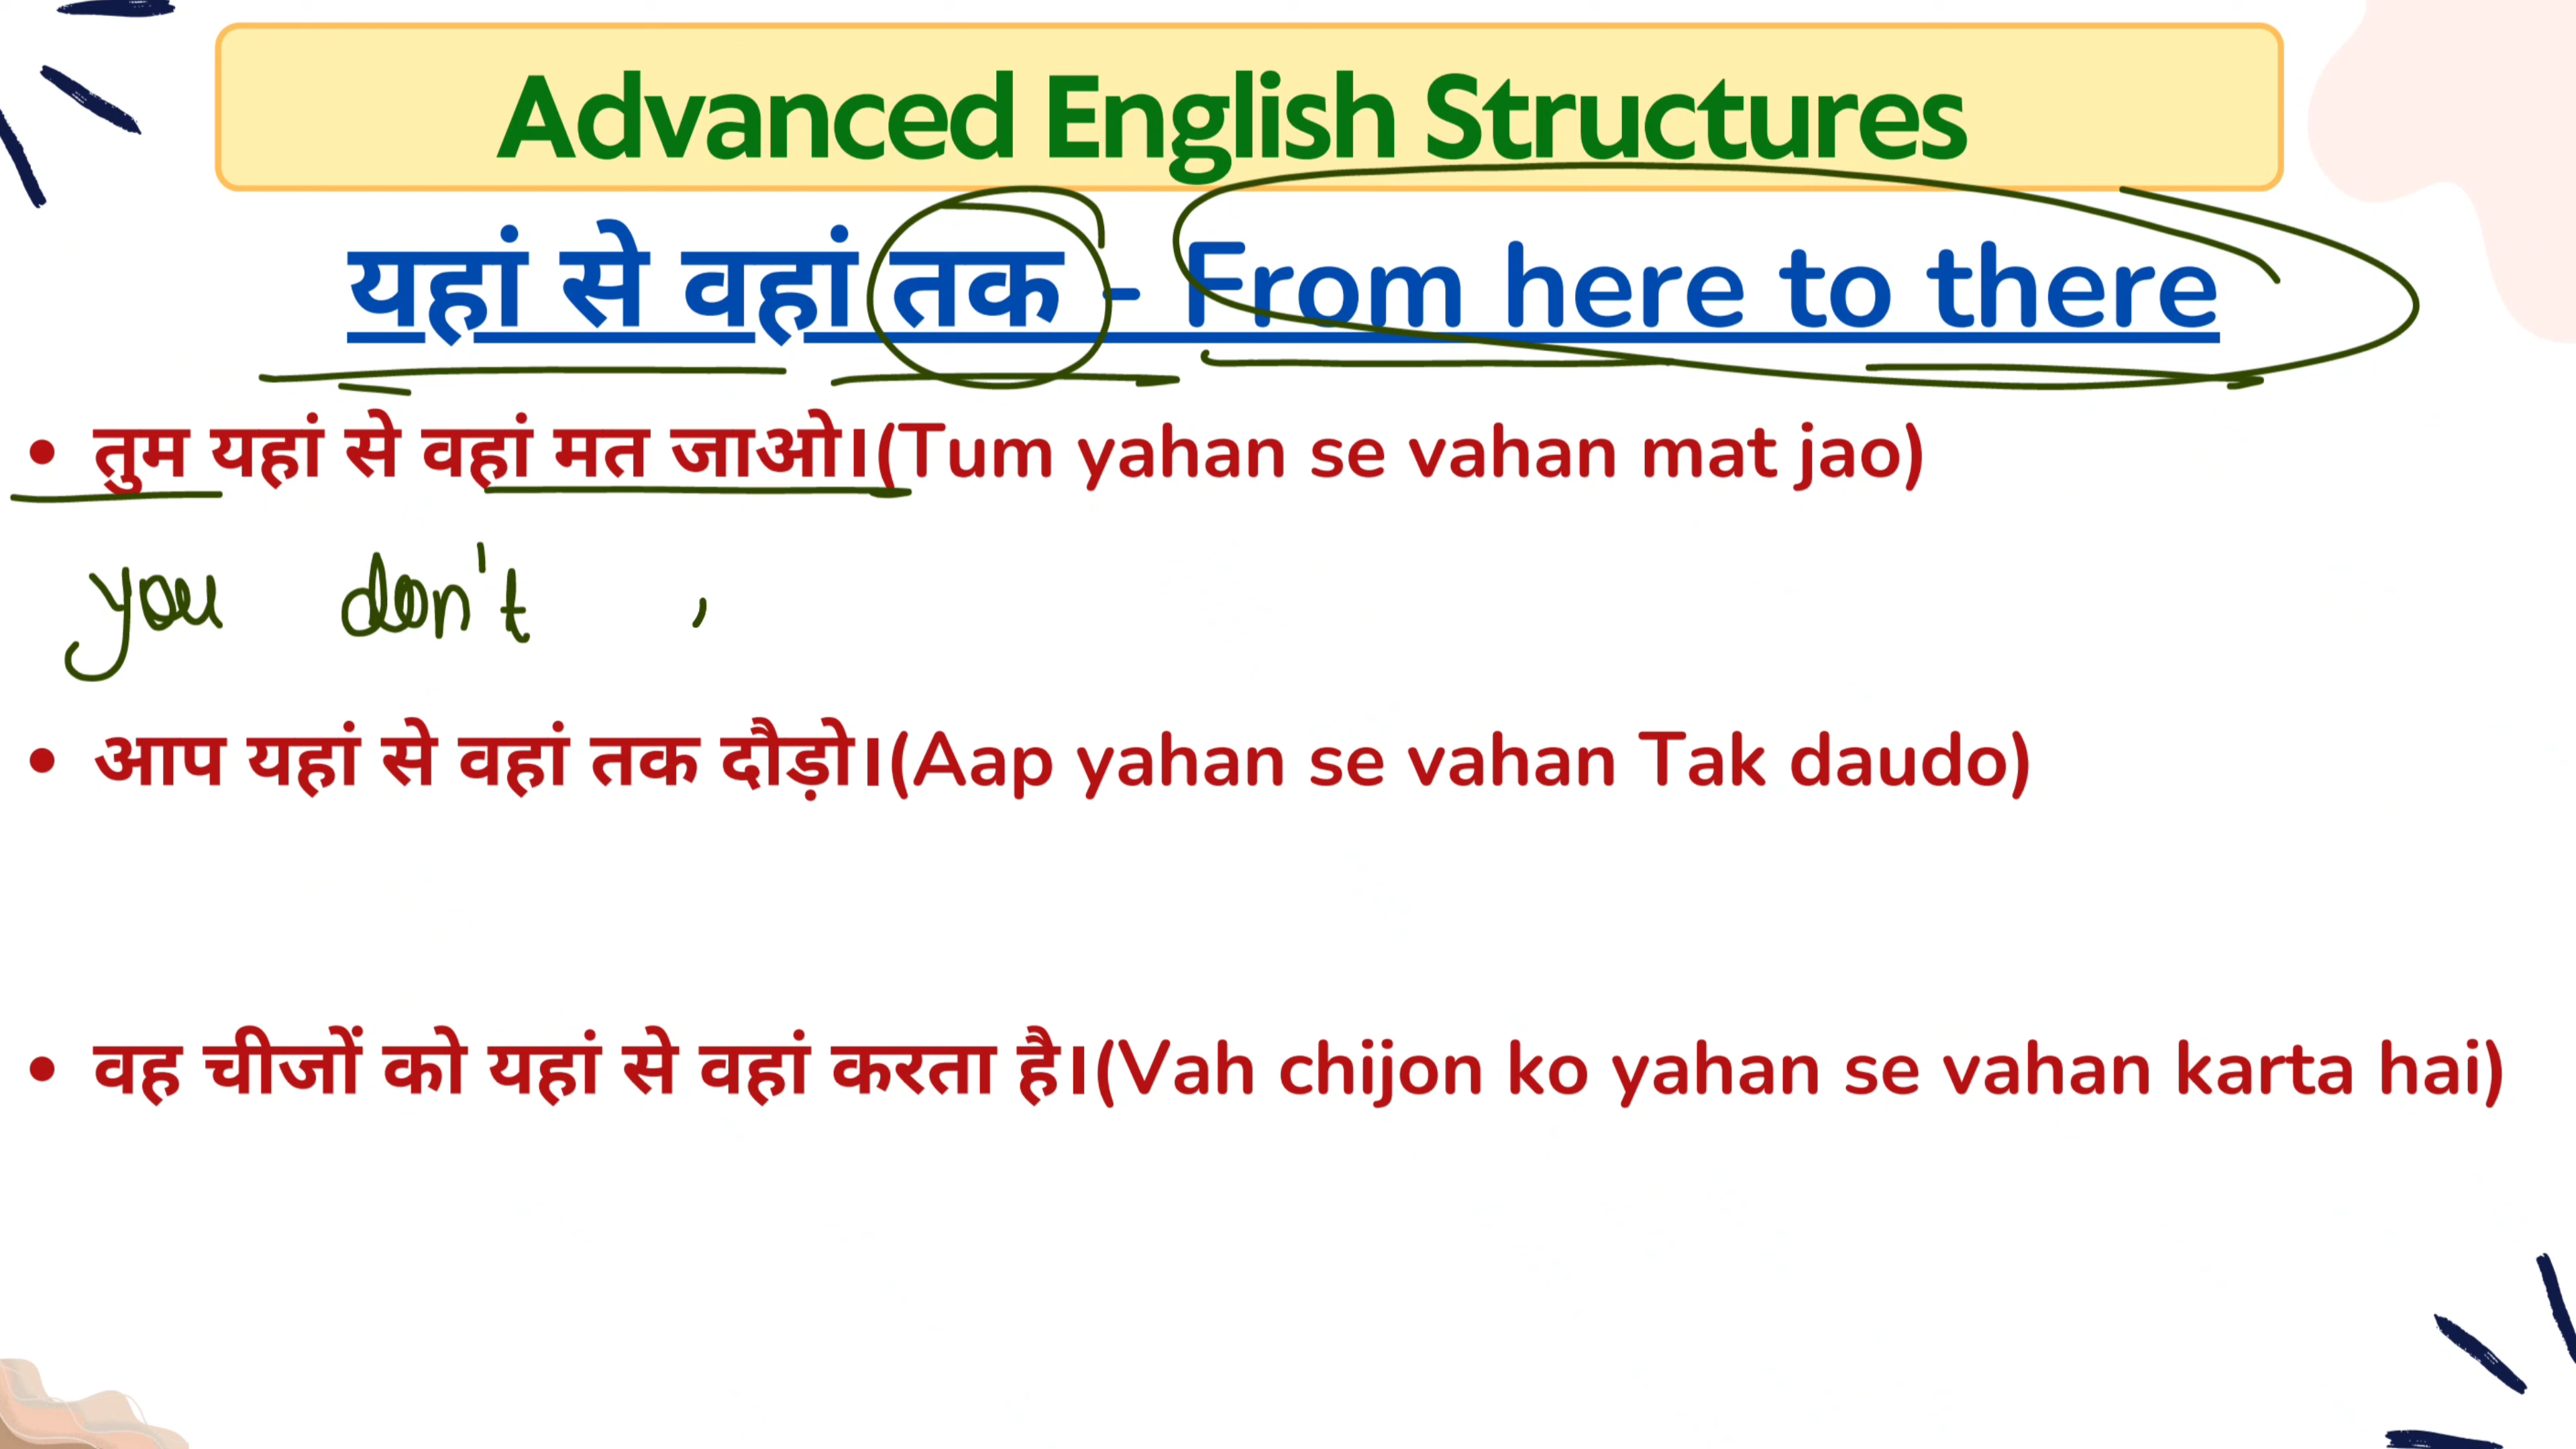 Advanced English Structures
यहां से वहां तक - From here to there
• तुम यहां से वहां मत जाओ।(Tum yahan se vahan mat jao)
you don't
• आप यहां से वहां तक दौड़ो।(Aap yahan se vahan Tak daudo)
• वह चीजों को यहां से वहां करता है।(Vah chijon ko yahan se vahan karta hai)